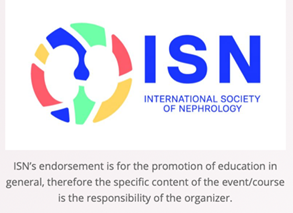 ISN
INTERNATIONAL SOCIETY
OF NEPHROLOGY
ISN's endorsement is for the promotion of education in
general, therefore the specific content of the event/course
is the responsibility of the organizer.